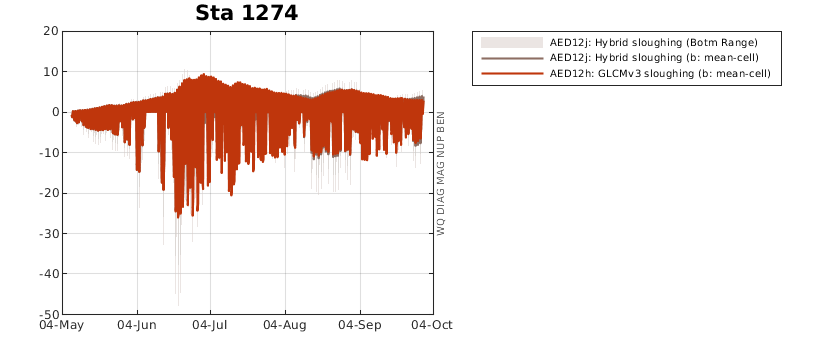 Sta 1274
20
10
0
-10
-20
-30
-40
-50
04-May
04-Jun
04-Jul
04-Aug
04-Sep
04-Oct
WQ DIAG MAG NUP BEN
AED12j: Hybrid sloughing (Botm Range)
AED12j: Hybrid sloughing (b: mean-cell)
AED12h: GLCMv3 sloughing (b: mean-cell)